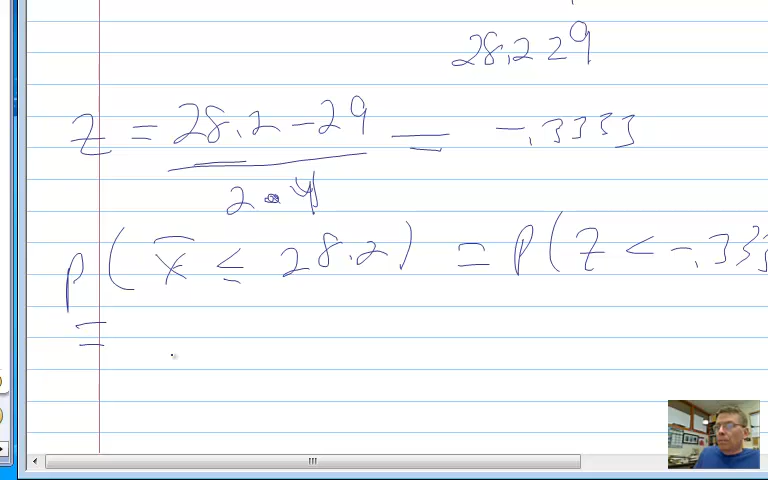 28.2 29
z = 28.2 - 29 = -.3333
2.4
P( x̄ ≤ 28.2) = P( z < -.333
=